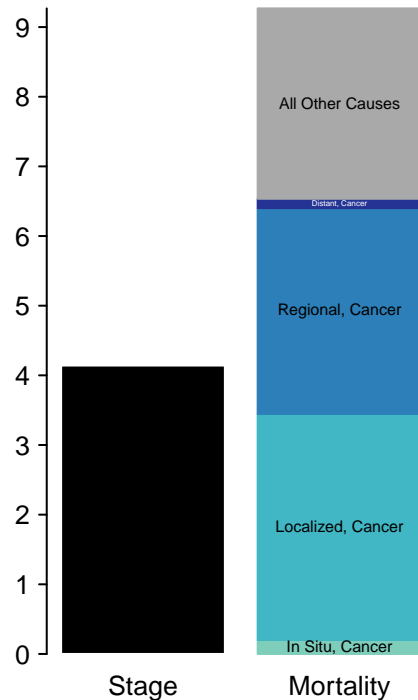 9
8
All Other Causes
7
Distant, Cancer
6
Regional, Cancer
5
4
3
2
Localized, Cancer
1
In Situ, Cancer
0
Stage Mortality